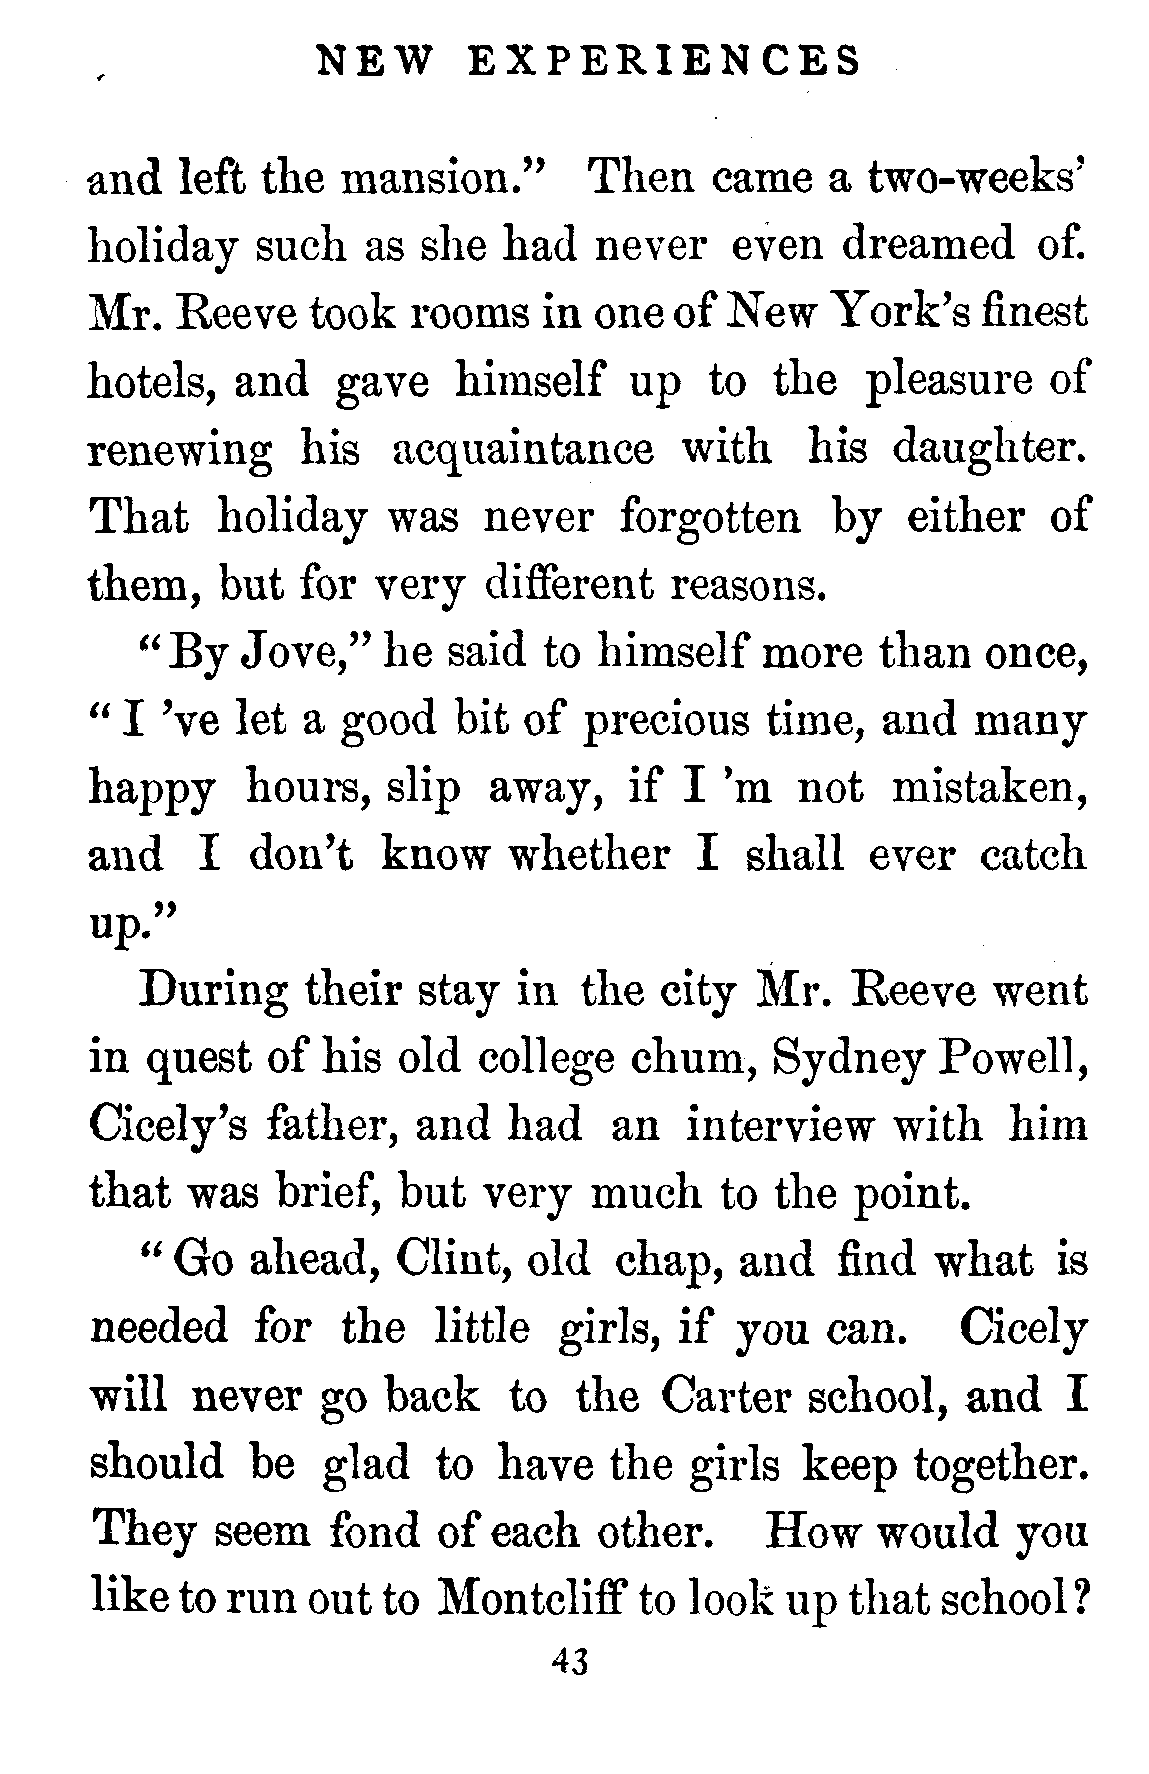 NEW EXPERIENCES
and left the mansion." Then came a two-weeks'
holiday such as she had never even dreamed of.
Mr. Reeve took rooms in one of New York's finest
hotels, and gave himself up to the pleasure of
renewing his acquaintance with his daughter.
That holiday was never forgotten by either of
them, but for very different reasons.
"By Jove," he said to himself more than once,
"I 've let a good bit of precious time, and many
happy hours, slip away, if I 'm not mistaken,
and I don't know whether I shall ever catch
up."
During their stay in the city Mr. Reeve went
in quest of his old college chum, Sydney Powell,
Cicely's father, and had an interview with him
that was brief, but very much to the point.
"Go ahead, Clint, old chap, and find what is
needed for the little girls, if you can. Cicely
will never go back to the Carter school, and I
should be glad to have the girls keep together.
They seem fond of each other. How would you
like to run out to Montcliff to look up that school?
43